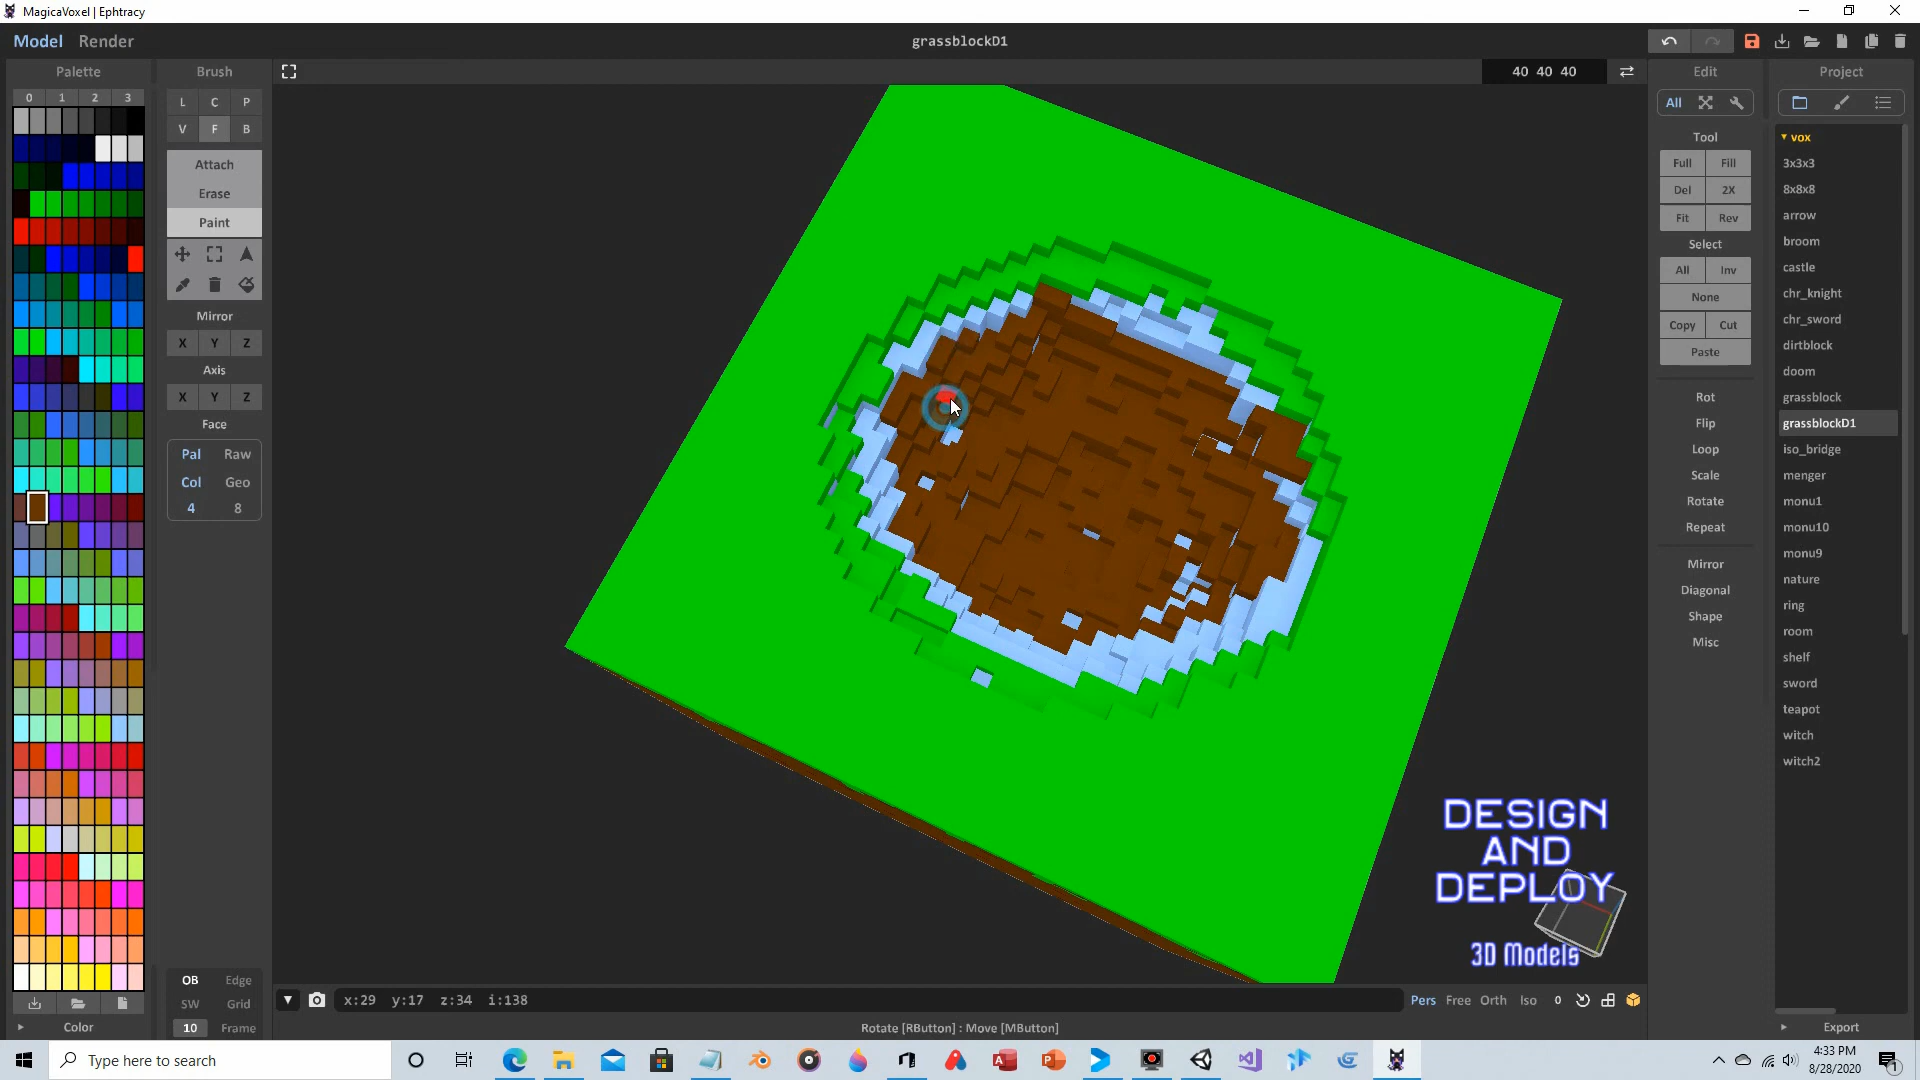 MagicaVoxel | Ephtracy
Model Render
grassblockD1
Palette
Brush
40 40 40
Edit
Project
0 1 2 3
L C P
V F B
Attach
Erase
Paint
Mirror
X Y Z
Axis
X Y Z
Face
Pal Raw
Col Geo
4 8
OB Edge
SW Grid
10 Frame
Color
x:29 y:17 z:34 i:138
Rotate [RButton] : Move [MButton]
Pers Free Orth Iso 0
DESIGN
AND
DEPLOY
3D Models
All
Tool
Full Fill
Del 2X
Fit Rev
Select
All Inv
None
Copy Cut
Paste
Rot
Flip
Loop
Scale
Rotate
Repeat
Mirror
Diagonal
Shape
Misc
vox
3x3x3
8x8x8
arrow
broom
castle
chr_knight
chr_sword
dirtblock
doom
grassblock
grassblockD1
iso_bridge
menger
monu1
monu10
monu9
nature
ring
room
shelf
sword
teapot
witch
witch2
Export
Type here to search
4:33 PM
8/28/2020
1